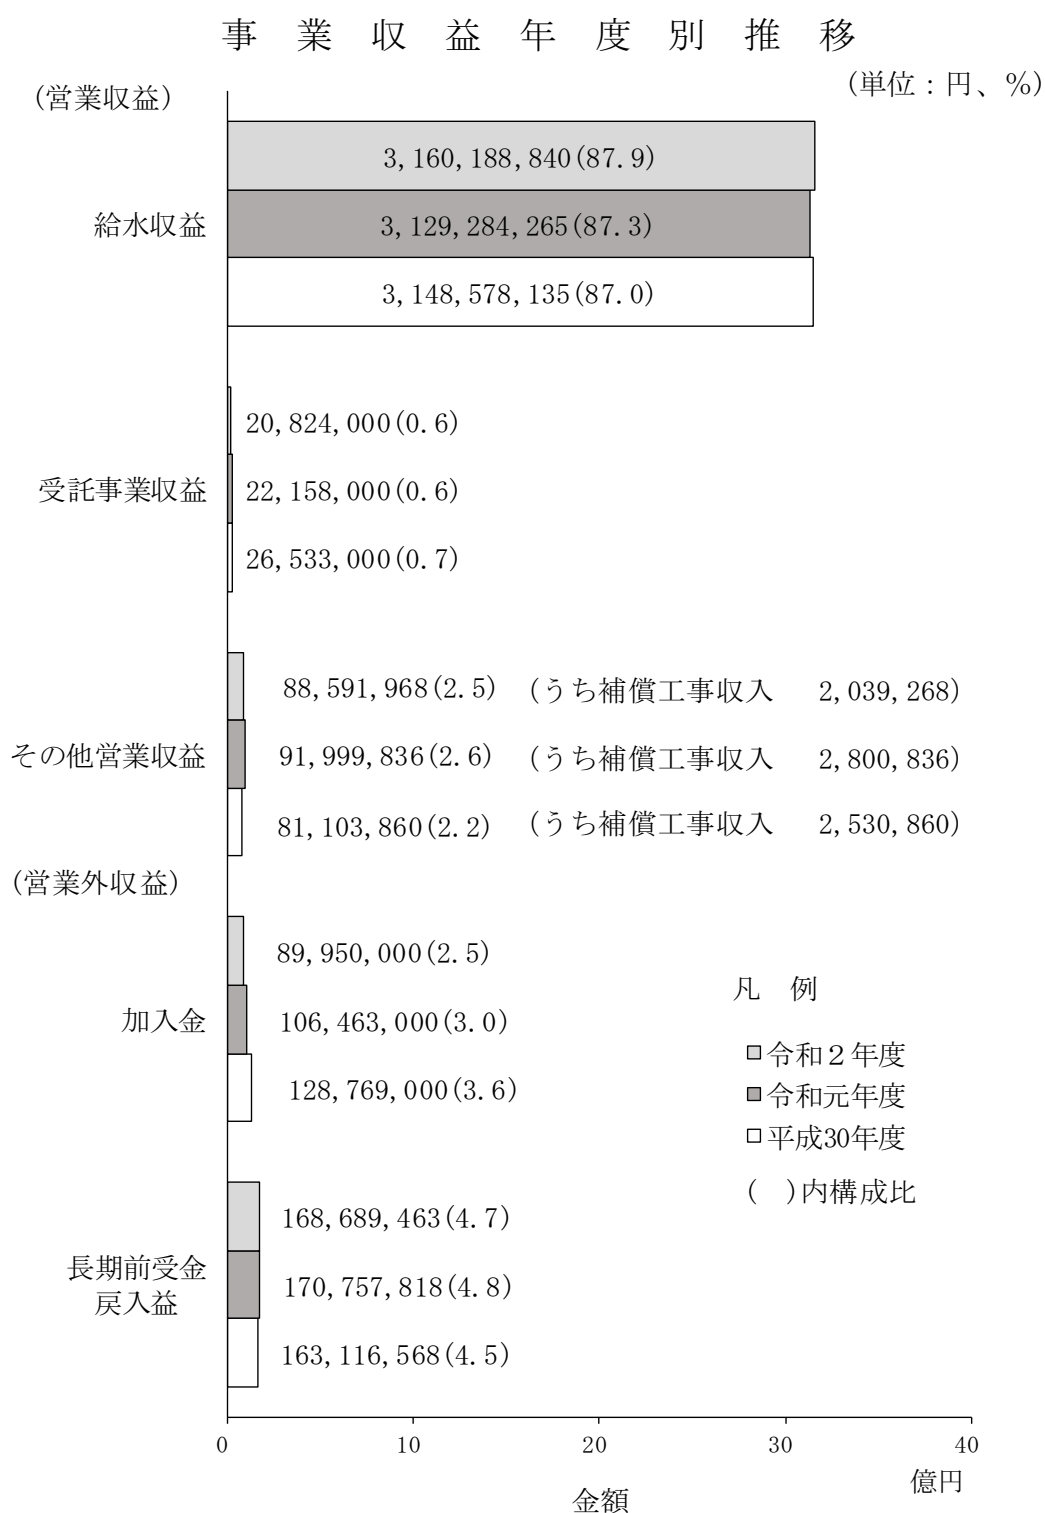 事業収益年度別推移
(単位：円、%)
(営業収益)
3,160,188,840(87.9)
給水収益
3,129,284,265(87.3)
3,148,578,135(87.0)
20,824,000(0.6)
受託事業収益
22,158,000(0.6)
26,533,000(0.7)
88,591,968(2.5) (うち補償工事収入 2,039,268)
その他営業収益
91,999,836(2.6) (うち補償工事収入 2,800,836)
81,103,860(2.2) (うち補償工事収入 2,530,860)
(営業外収益)
89,950,000(2.5)
加入金
106,463,000(3.0)
128,769,000(3.6)
凡 例
令和２年度
令和元年度
平成30年度
( )内構成比
168,689,463(4.7)
長期前受金
戻入益
170,757,818(4.8)
163,116,568(4.5)
0 10 20 30 40
億円
金額